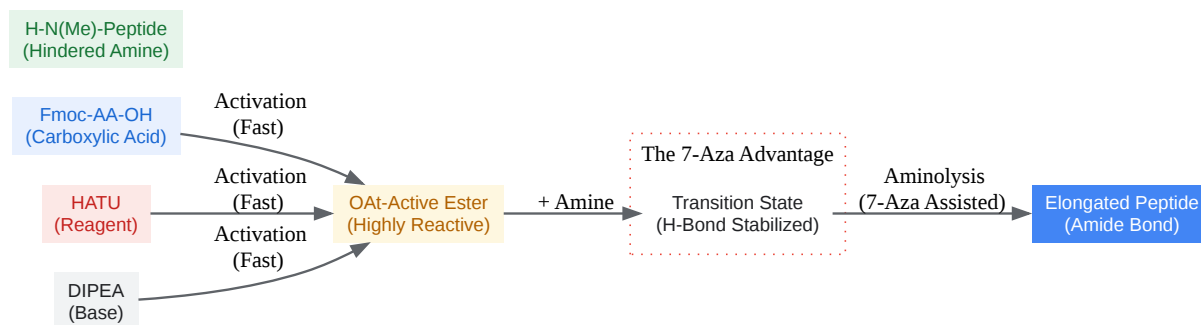 H-N(Me)-Peptide
(Hindered Amine)
Fmoc-AA-OH
(Carboxylic Acid)
Activation
(Fast)
HATU
(Reagent)
Activation
(Fast)
DIPEA
(Base)
Activation
(Fast)
OAt-Active Ester
(Highly Reactive)
+ Amine
The 7-Aza Advantage
Transition State
(H-Bond Stabilized)
Aminolysis
(7-Aza Assisted)
Elongated Peptide
(Amide Bond)